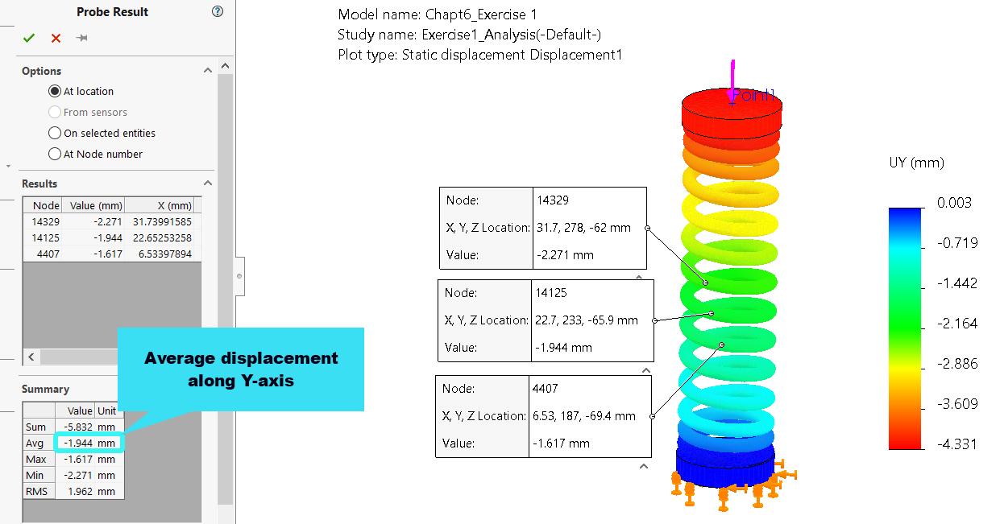 Probe Result
?
Options
At location
From sensors
On selected entities
At Node number
Results
Node Value (mm) X (mm)
14329 -2.271 31.73991585
14125 -1.944 22.65253258
4407 -1.617 6.53397894
Average displacement
along Y-axis
Summary
Value Unit
Sum -5.832 mm
Avg -1.944 mm
Max -1.617 mm
Min -2.271 mm
RMS 1.962 mm
Model name: Chapt6_Exercise 1
Study name: Exercise1_Analysis(-Default-)
Plot type: Static displacement Displacement1
Point1
Node: 14329
X, Y, Z Location: 31.7, 278, -62 mm
Value: -2.271 mm
Node: 14125
X, Y, Z Location: 22.7, 233, -65.9 mm
Value: -1.944 mm
Node: 4407
X, Y, Z Location: 6.53, 187, -69.4 mm
Value: -1.617 mm
UY (mm)
0.003
-0.719
-1.442
-2.164
-2.886
-3.609
-4.331